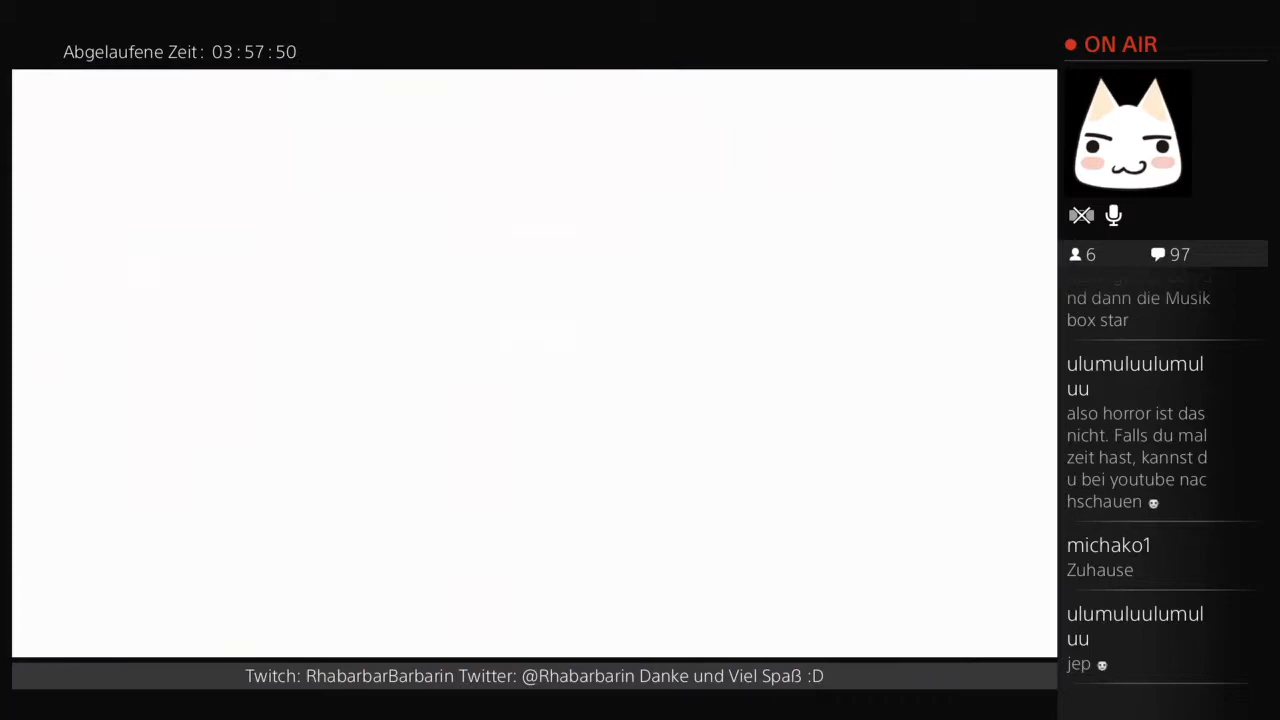 Abgelaufene Zeit: 03:57:50
ON AIR
6 97
nd dann die Musik
box star
ulumuluulumul
uu
also horror ist das
nicht. Falls du mal
zeit hast, kannst d
u bei youtube nac
hschauen
michako1
Zuhause
ulumuluulumul
uu
jep
Twitch: RhabarbarBarbarin Twitter: @Rhabarbarin Danke und Viel Spaß :D